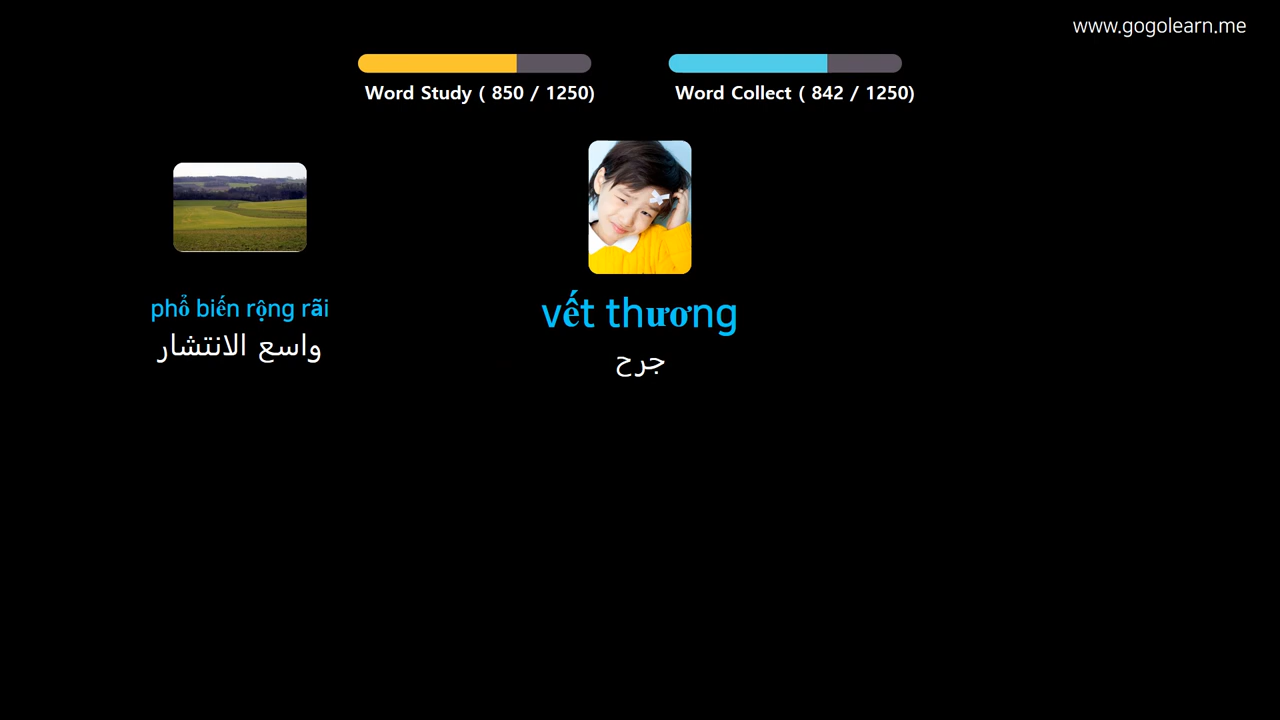 www.gogolearn.me
Word Study ( 850 / 1250)
Word Collect ( 842 / 1250)
phổ biến rộng rãi
واسع الانتشار
vết thương
جرح